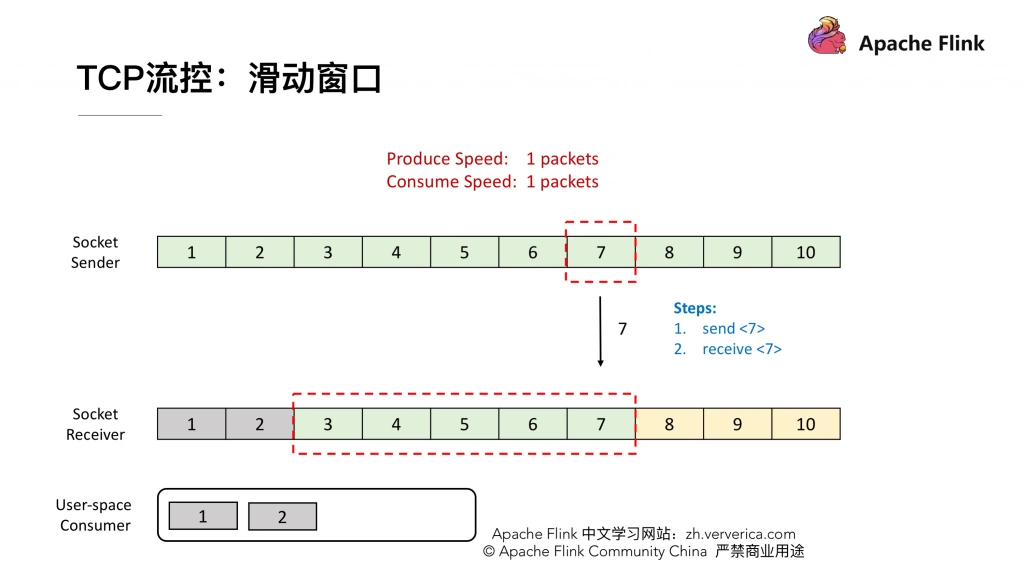 Apache Flink
TCP流控：滑动窗口
Produce Speed: 1 packets
Consume Speed: 1 packets
Socket
Sender
1 2 3 4 5 6 7 8 9 10
7
Steps:
1. send <7>
2. receive <7>
Socket
Receiver
1 2 3 4 5 6 7 8 9 10
User-space
Consumer
1 2
Apache Flink 中文学习网站：zh.ververica.com
© Apache Flink Community China 严禁商业用途